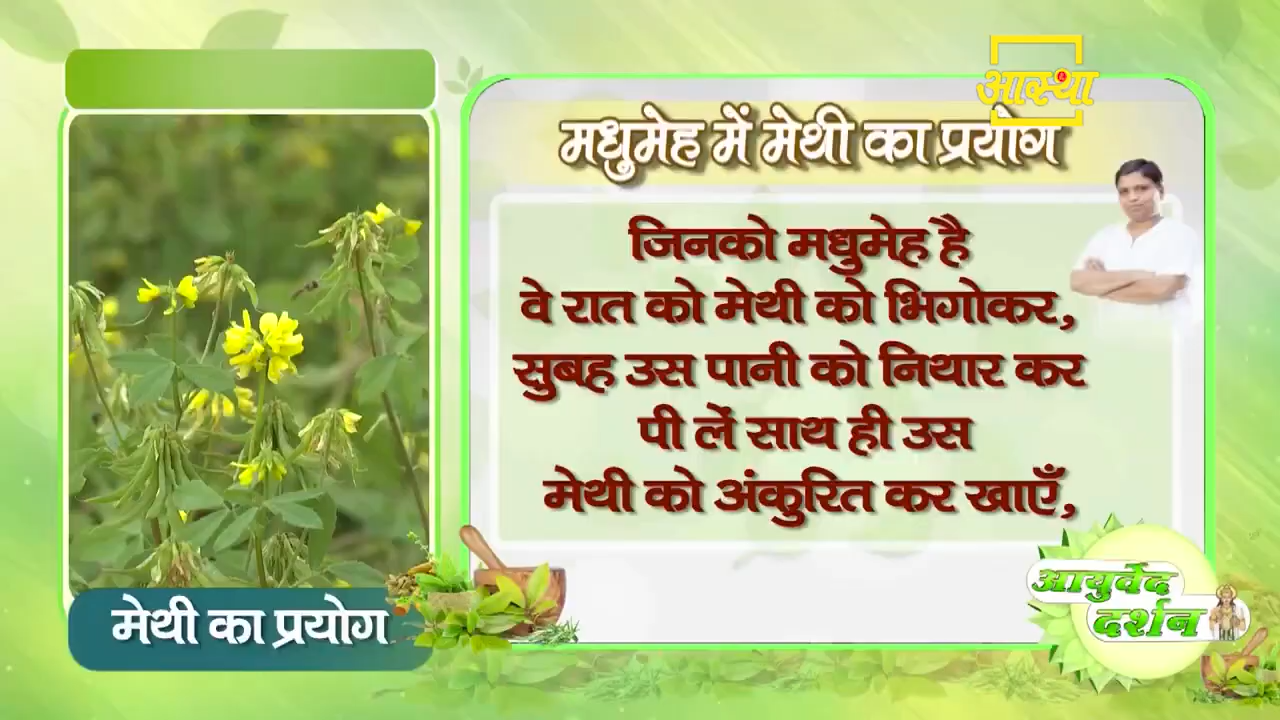 आस्था
मधुमेह में मेथी का प्रयोग
जिनको मधुमेह है
वे रात को मेथी को भिगोकर,
सुबह उस पानी को निथार कर
पी लें साथ ही उस
मेथी को अंकुरित कर खाएँ,
मेथी का प्रयोग
आयुर्वेद
दर्शन